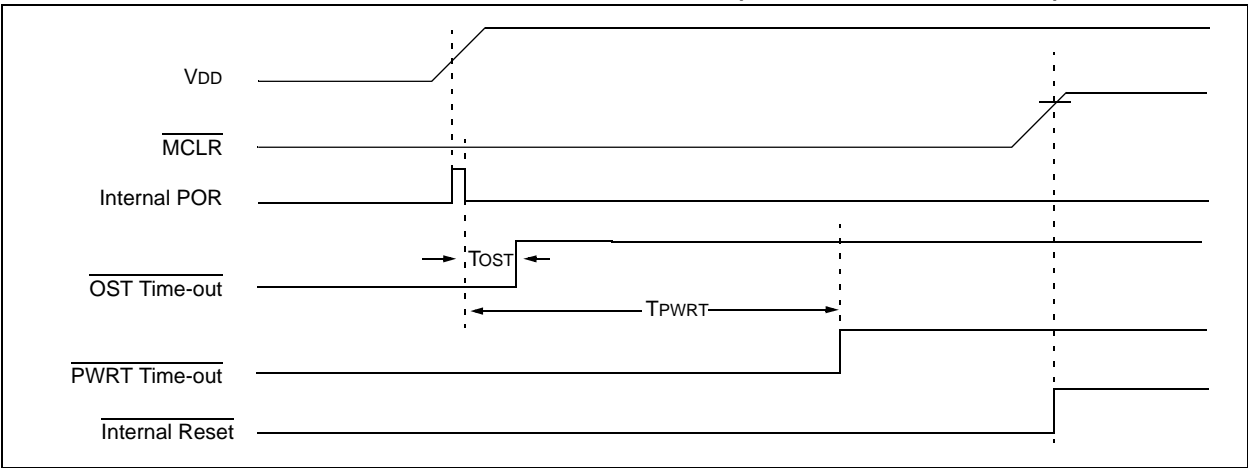 VDD
MCLR
Internal POR
TOST
OST Time-out
TPWRT
PWRT Time-out
Internal Reset